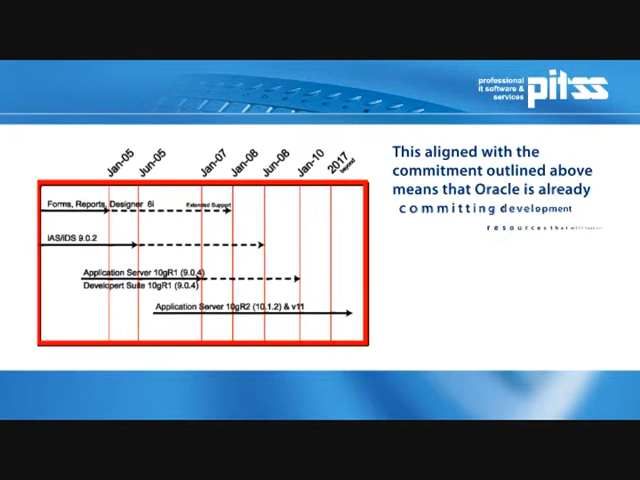 professional
it software &
services
pitss
Jan-05
Jun-05
Jan-07
Jan-08
Jun-08
Jan-10
2017
beyond
Forms, Reports, Designer 6i
Extended Support
iAS/iDS 9.0.2
Application Server 10gR1 (9.0.4)
Developert Suite 10gR1 (9.0.4)
Application Server 10gR2 (10.1.2) & v11
This aligned with the
commitment outlined above
means that Oracle is already
committing development
resources that will